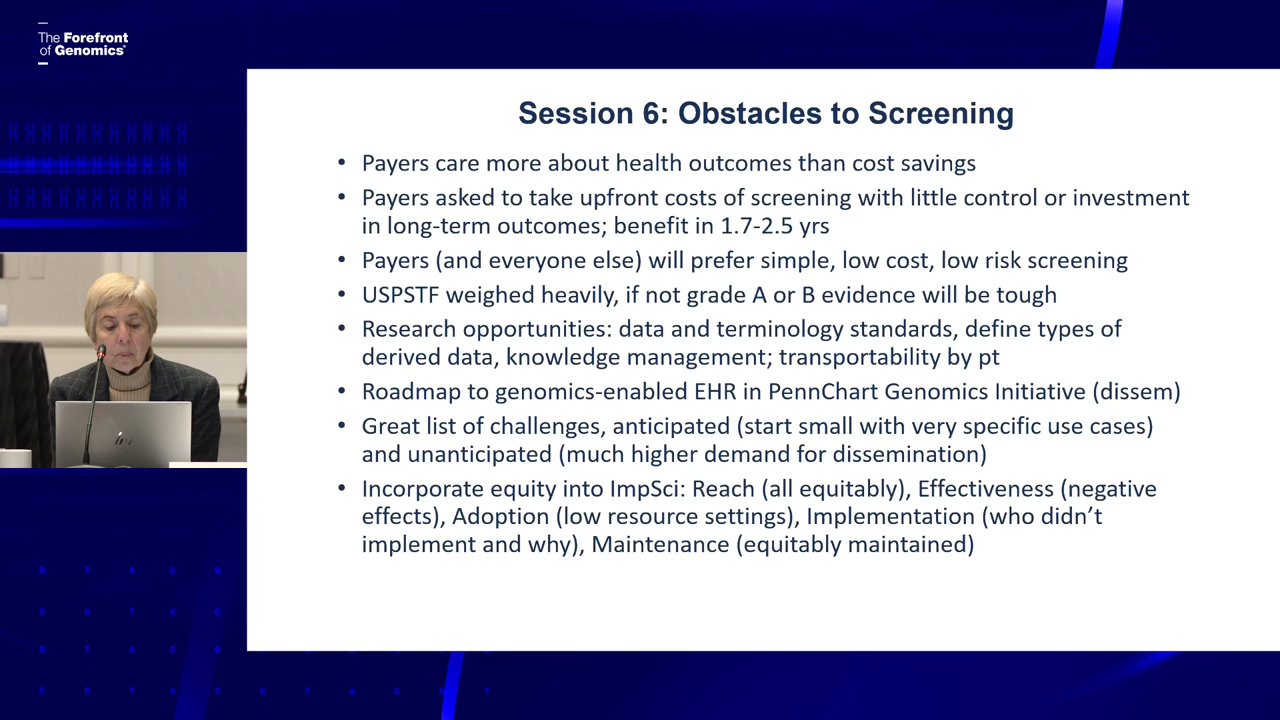 The Forefront
of Genomics®
Session 6: Obstacles to Screening
• Payers care more about health outcomes than cost savings
• Payers asked to take upfront costs of screening with little control or investment
in long-term outcomes; benefit in 1.7-2.5 yrs
• Payers (and everyone else) will prefer simple, low cost, low risk screening
• USPSTF weighed heavily, if not grade A or B evidence will be tough
• Research opportunities: data and terminology standards, define types of
derived data, knowledge management; transportability by pt
• Roadmap to genomics-enabled EHR in PennChart Genomics Initiative (dissem)
• Great list of challenges, anticipated (start small with very specific use cases)
and unanticipated (much higher demand for dissemination)
• Incorporate equity into ImpSci: Reach (all equitably), Effectiveness (negative
effects), Adoption (low resource settings), Implementation (who didn’t
implement and why), Maintenance (equitably maintained)